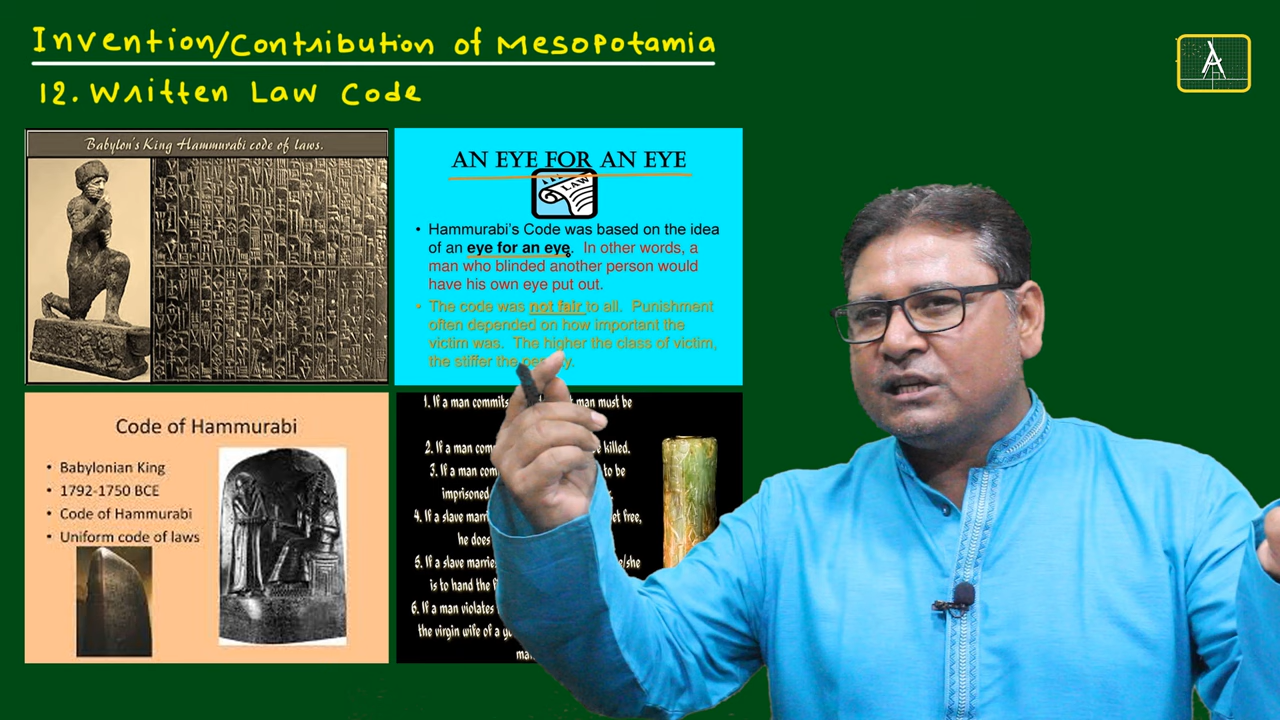 Invention/Contribution of Mesopotamia
12. Written Law Code
A
Babylon's King Hammurabi code of laws.
AN EYE FOR AN EYE
LAW
• Hammurabi's Code was based on the idea
of an eye for an eye. In other words, a
man who blinded another person would
have his own eye put out.
• The code was not fair to all. Punishment
often depended on how important the
victim was. The higher the class of victim,
the stiffer the
Code of Hammurabi
• Babylonian King
• 1792-1750 BCE
• Code of Hammurabi
• Uniform code of laws
1. If a man commits man must be
2. If a man killed.
3. If a man to be
imprisoned
4. If a slave free,
he does
5. If a slave she
is to hand the
6. If a man violates
the virgin wife of a